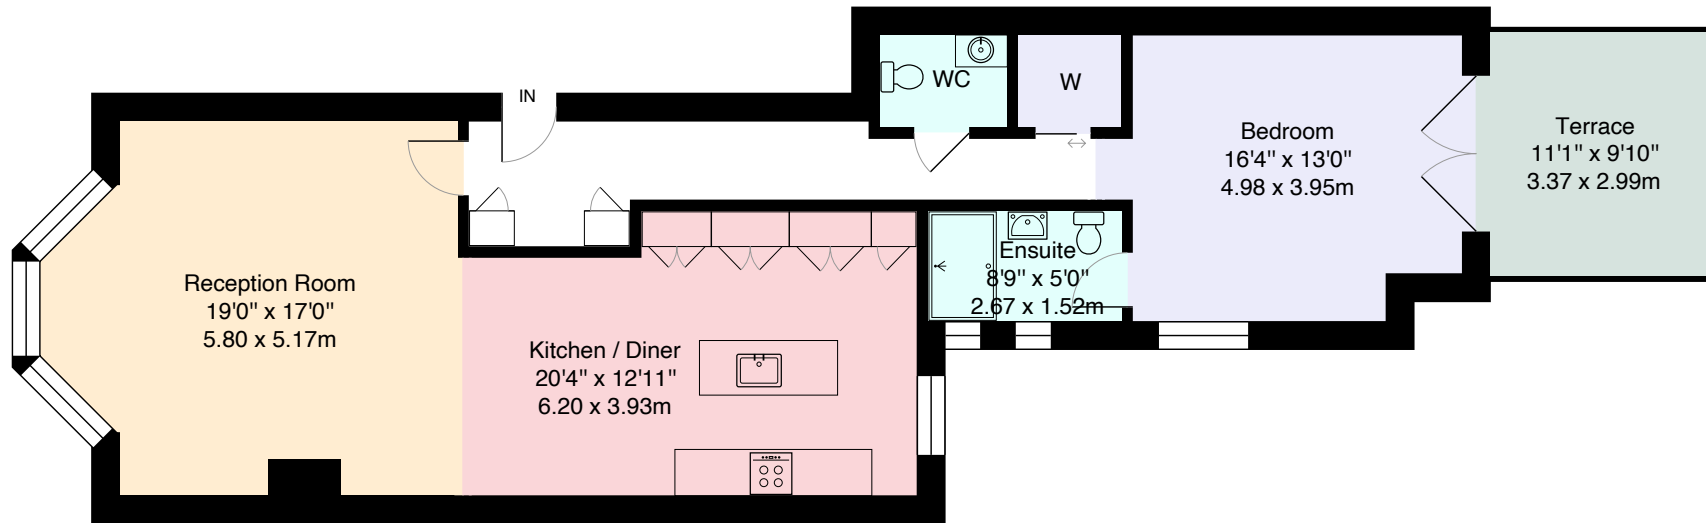 IN
WC
W
Bedroom
16'4" x 13'0"
4.98 x 3.95m
Terrace
11'1" x 9'10"
3.37 x 2.99m
Reception Room
19'0" x 17'0"
5.80 x 5.17m
Ensuite
8'9" x 5'0"
2.67 x 1.52m
Kitchen / Diner
20'4" x 12'11"
6.20 x 3.93m